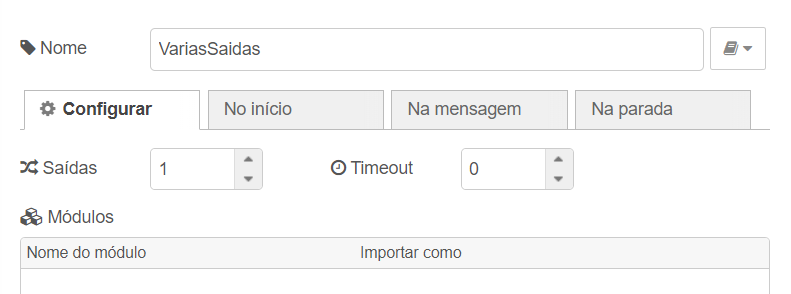 Nome VariasSaidas
Configurar No início Na mensagem Na parada
Saídas 1 Timeout 0
Módulos
Nome do módulo Importar como